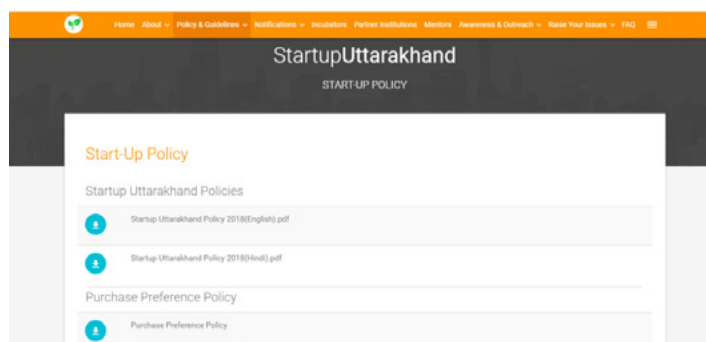 Home About Policy & Guidelines Notifications Incubators Partner Institutions Mentors Awareness & Outreach Raise Your Issues FAQ
StartupUttarakhand
START-UP POLICY
Start-Up Policy
Startup Uttarakhand Policies
Startup Uttarakhand Policy 2018(English).pdf
Startup Uttarakhand Policy 2018(Hindi).pdf
Purchase Preference Policy
Purchase Preference Policy